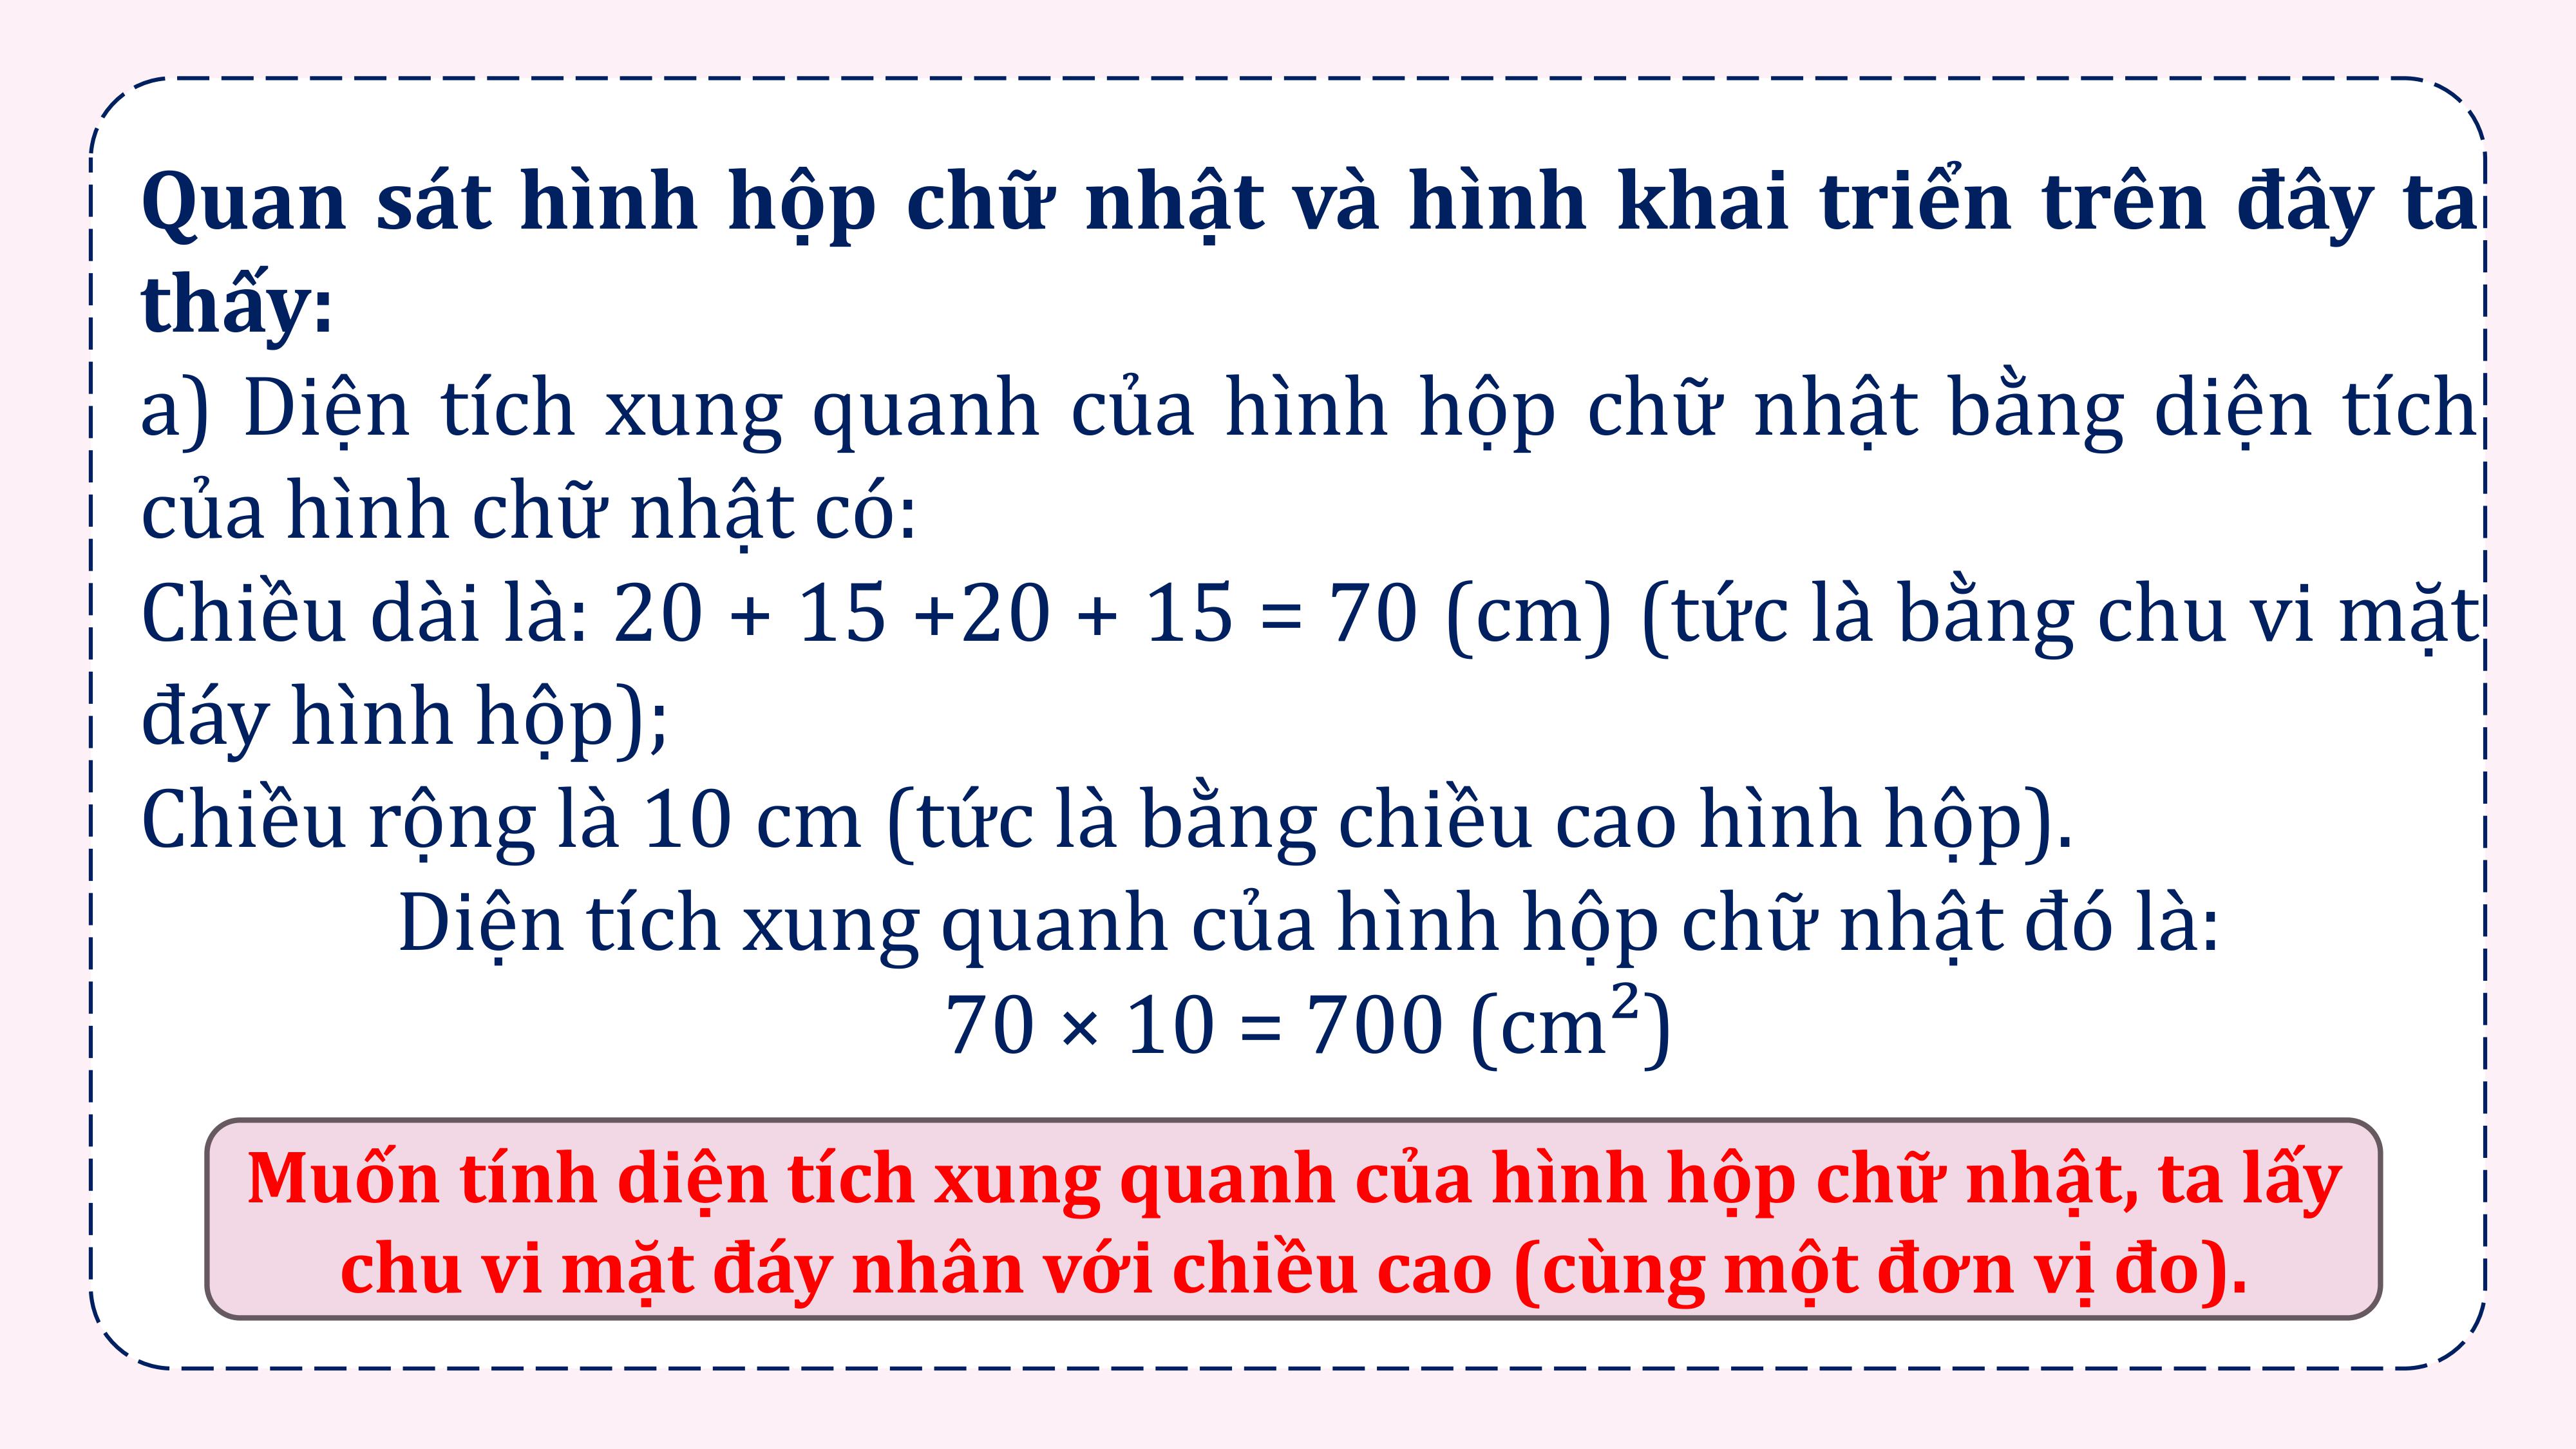 Quan sát hình hộp chữ nhật và hình khai triển trên đây ta
thấy:
a) Diện tích xung quanh của hình hộp chữ nhật bằng diện tích
của hình chữ nhật có:
Chiều dài là: 20 + 15 +20 + 15 = 70 (cm) (tức là bằng chu vi mặt
đáy hình hộp);
Chiều rộng là 10 cm (tức là bằng chiều cao hình hộp).
Diện tích xung quanh của hình hộp chữ nhật đó là:
70 × 10 = 700 (cm²)
Muốn tính diện tích xung quanh của hình hộp chữ nhật, ta lấy
chu vi mặt đáy nhân với chiều cao (cùng một đơn vị đo).